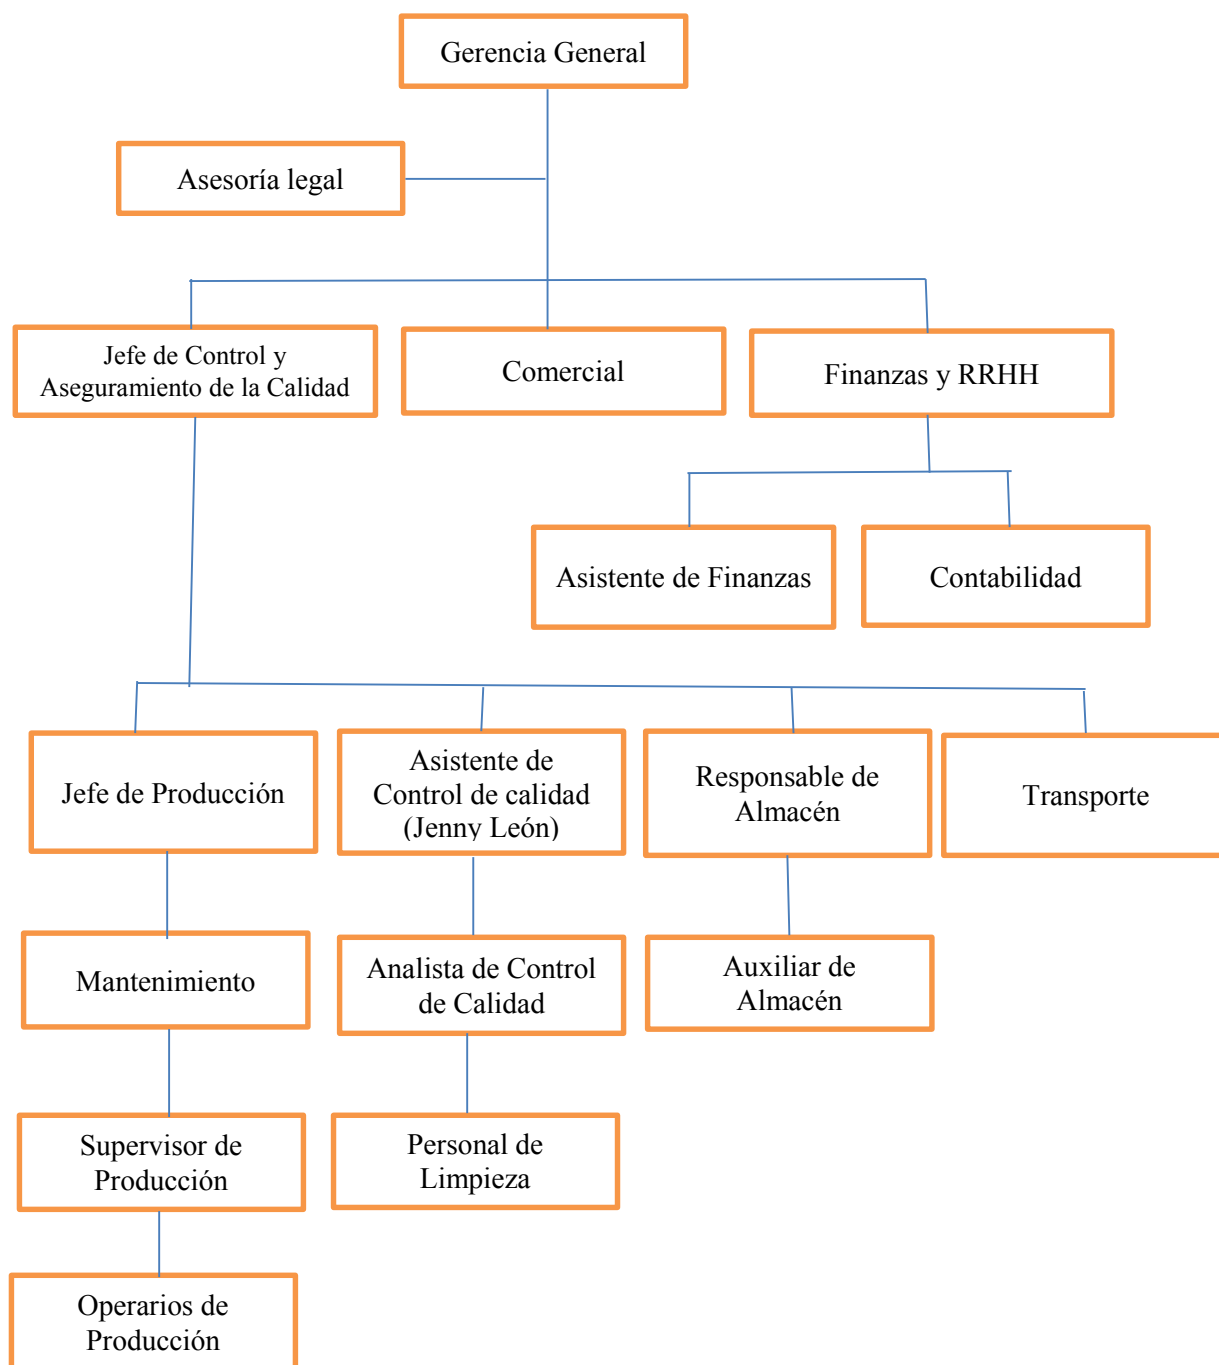 Gerencia General
Asesoría legal
Jefe de Control y
Aseguramiento de la Calidad
Comercial
Finanzas y RRHH
Asistente de Finanzas
Contabilidad
Jefe de Producción
Asistente de
Control de calidad
(Jenny León)
Responsable de
Almacén
Transporte
Mantenimiento
Analista de Control
de Calidad
Auxiliar de
Almacén
Supervisor de
Producción
Personal de
Limpieza
Operarios de
Producción